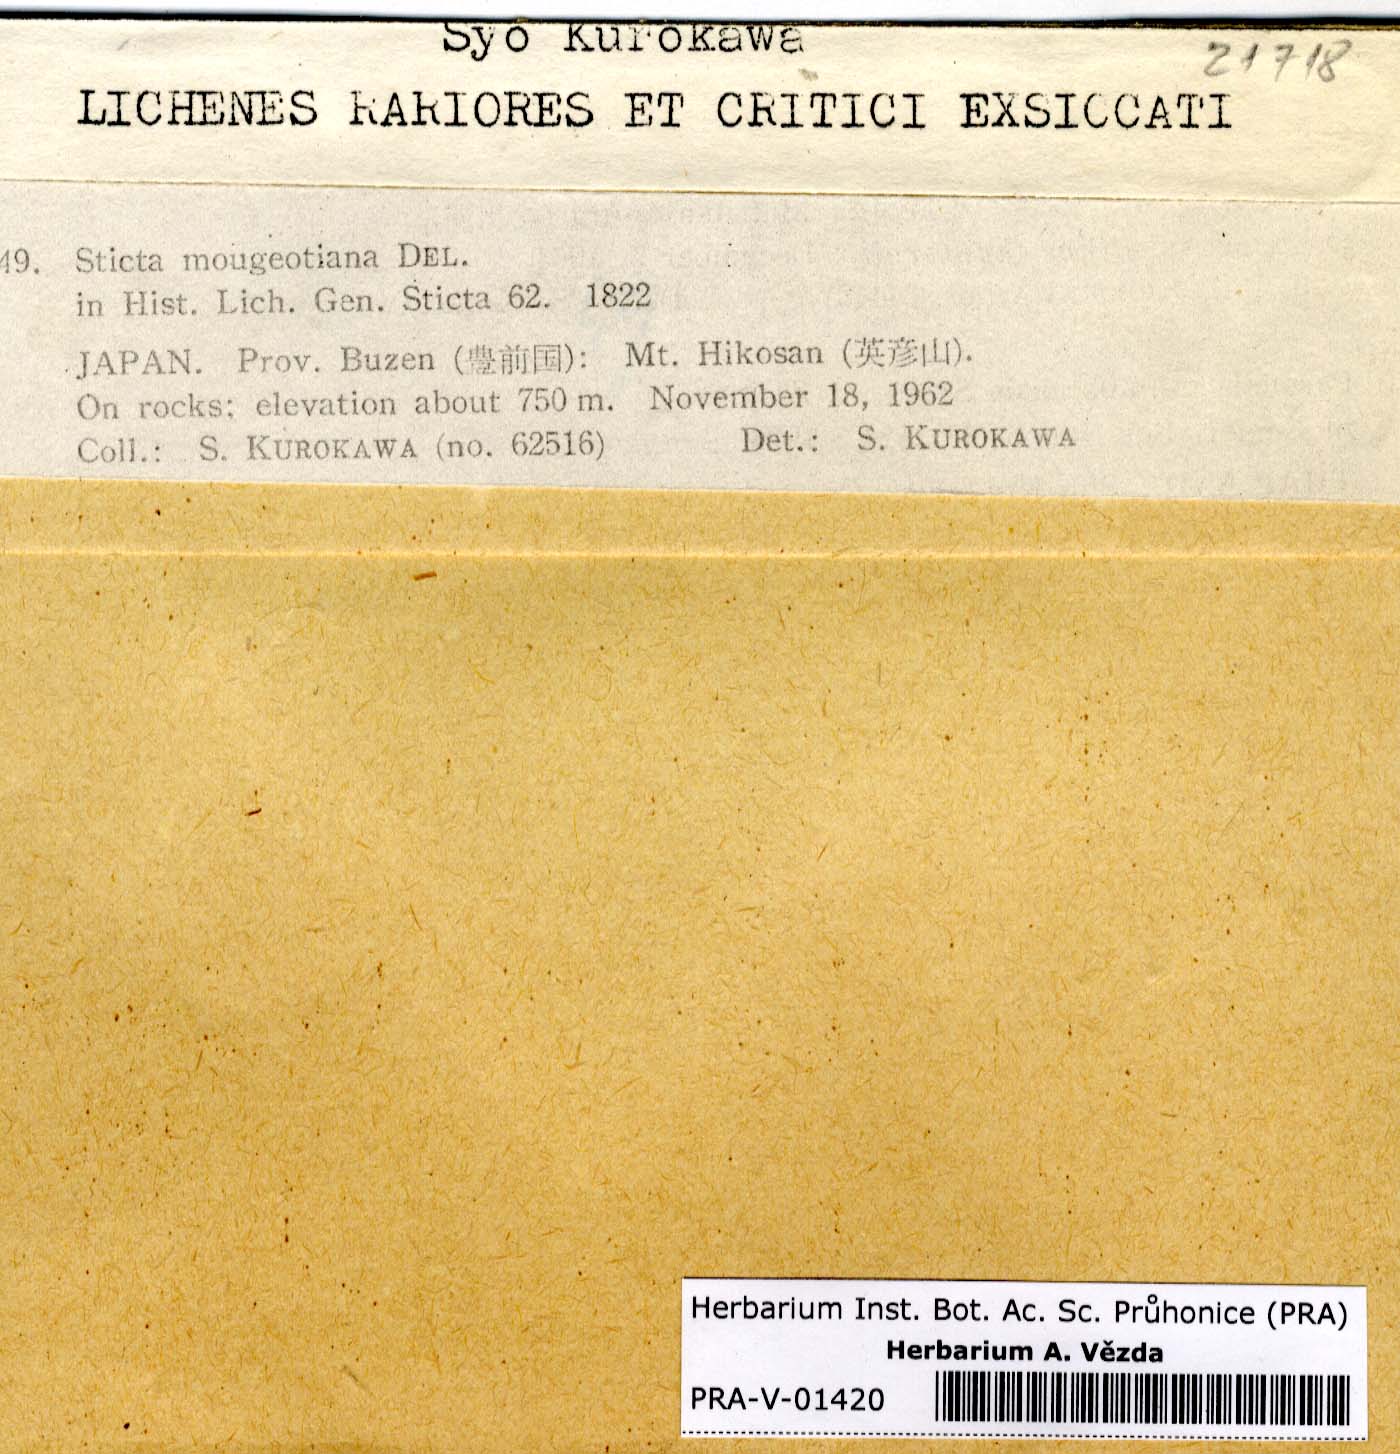 Syo Kurokawa
21718
LICHENES RARIORES ET CRITICI EXSICCATI
49. Sticta mougeotiana DEL.
in Hist. Lich. Gen. Sticta 62. 1822
JAPAN. Prov. Buzen (豊前国): Mt. Hikosan (英彦山).
On rocks; elevation about 750 m. November 18, 1962
Coll.: S. KUROKAWA (no. 62516) Det.: S. KUROKAWA
Herbarium Inst. Bot. Ac. Sc. Průhonice (PRA)
Herbarium A. Vězda
PRA-V-01420